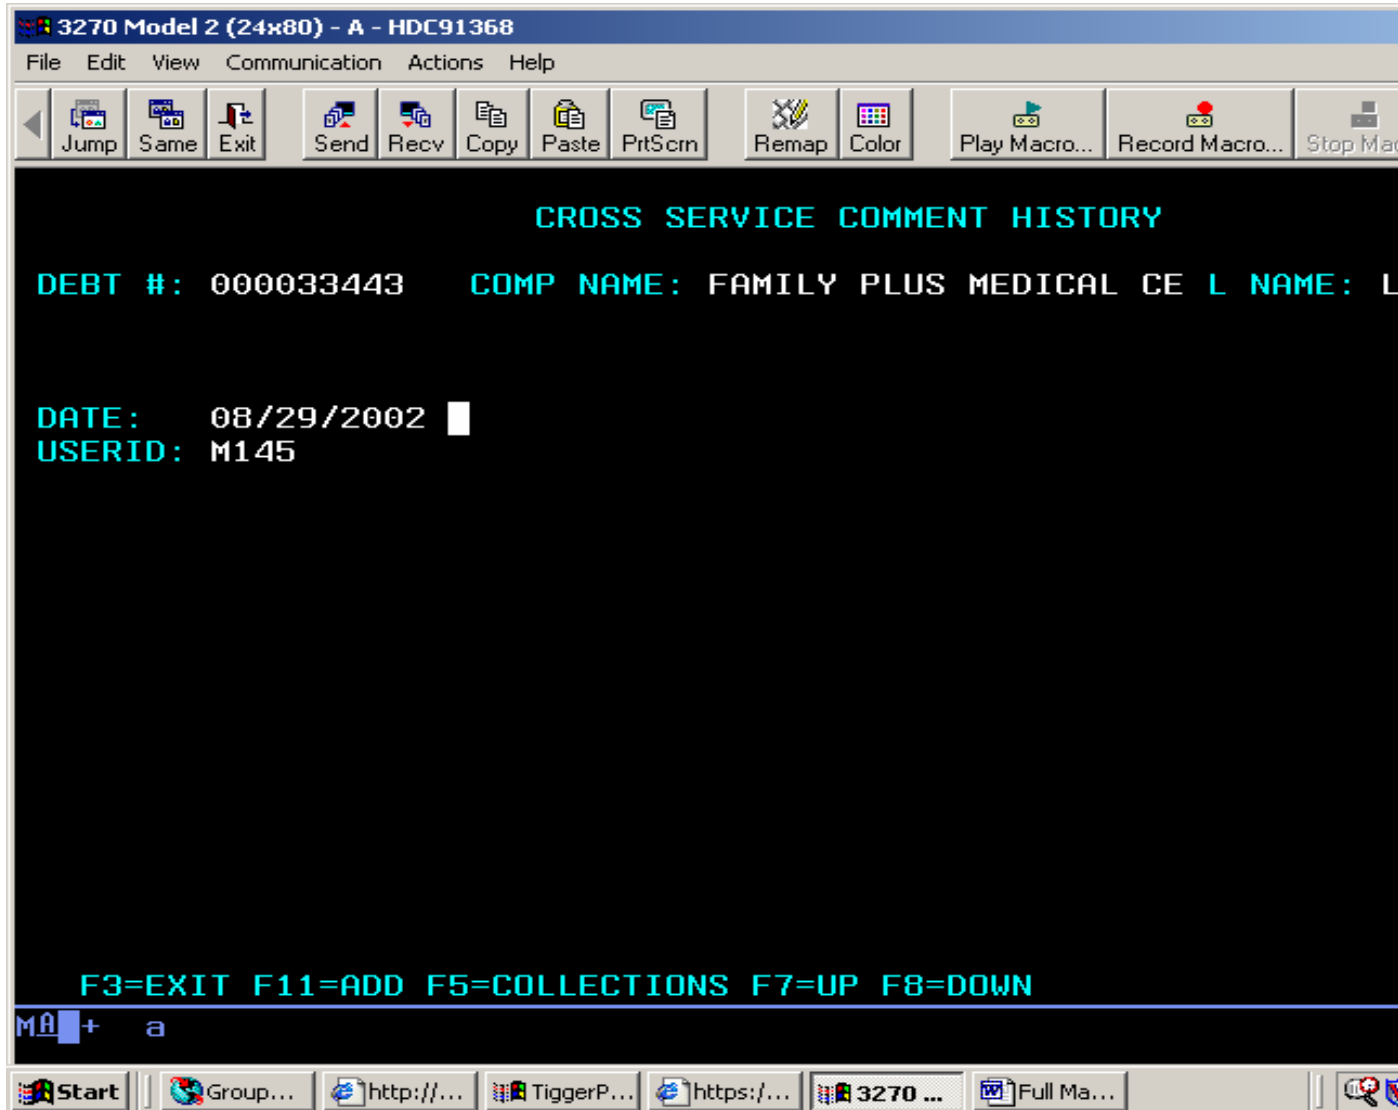 3270 Model 2 (24x80) - A - HDC91368
File Edit View Communication Actions Help
Jump Same Exit Send Recv Copy Paste PrtScrn Remap Color Play Macro... Record Macro... Stop Mac
CROSS SERVICE COMMENT HISTORY
DEBT #: 000033443 COMP NAME: FAMILY PLUS MEDICAL CE L NAME: L
DATE: 08/29/2002
USERID: M145
F3=EXIT F11=ADD F5=COLLECTIONS F7=UP F8=DOWN
MA + a
Start Group... http://... TiggerP... https:/... 3270 ... Full Ma...